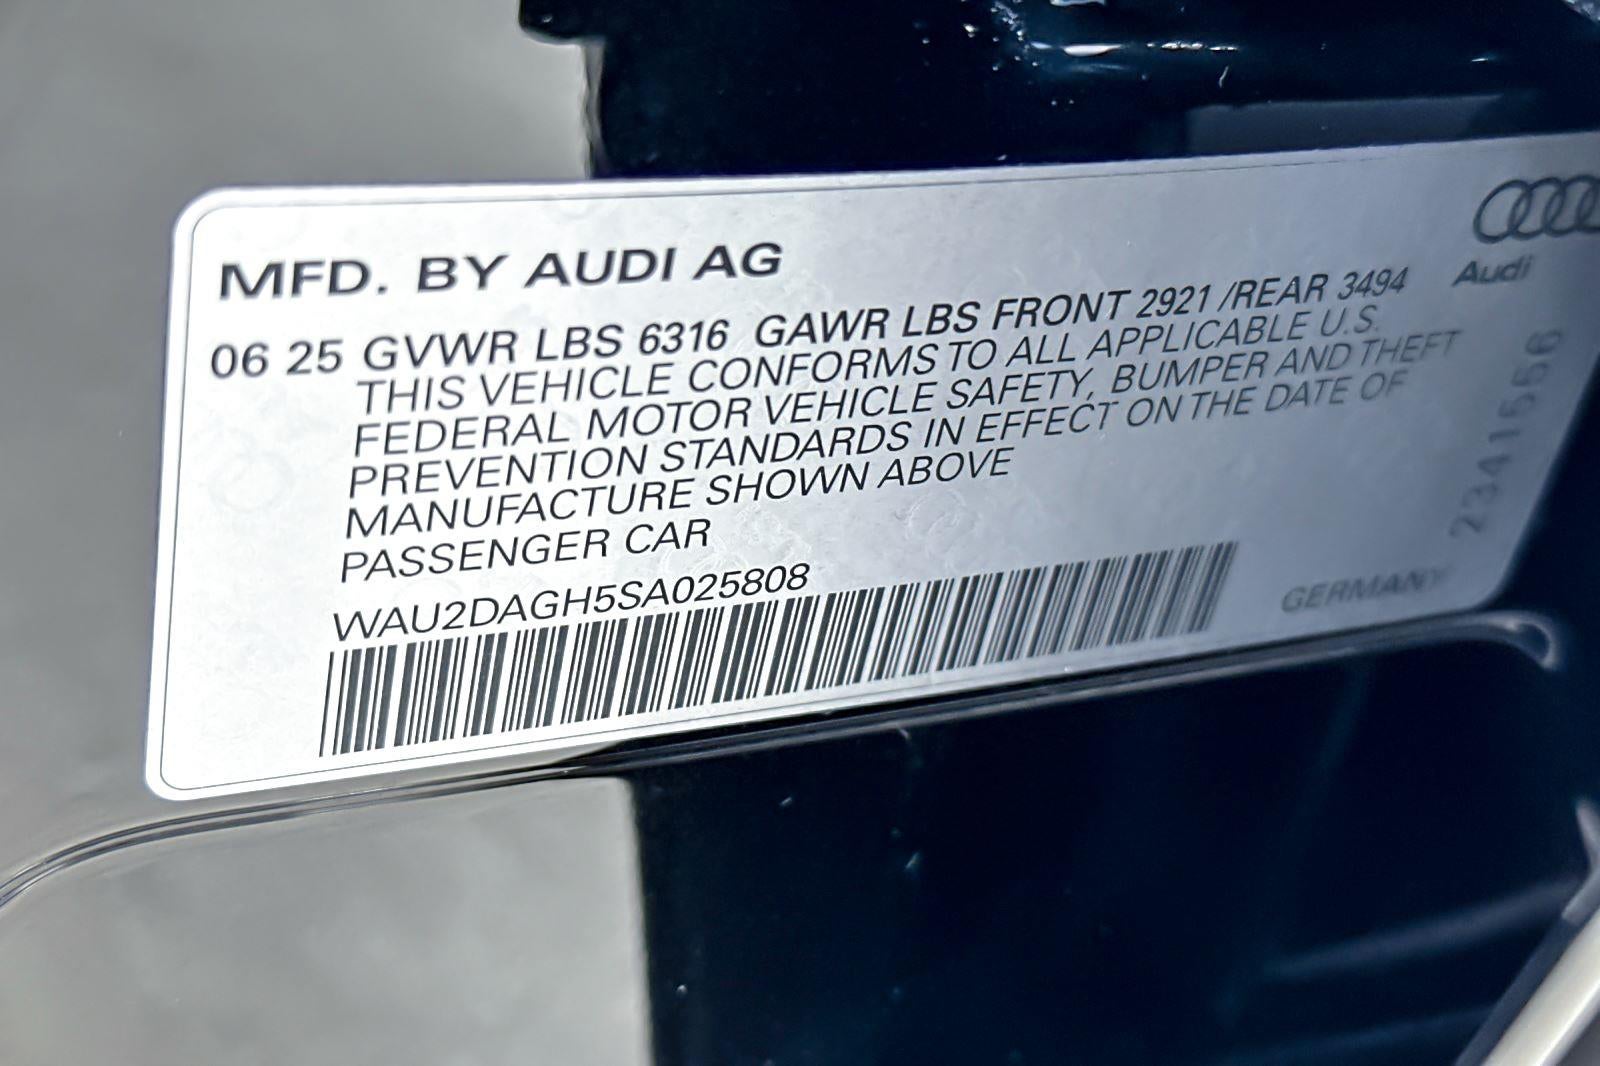 MFD. BY AUDI AG
Audi
06 25 GVWR LBS 6316 GAWR LBS FRONT 2921 /REAR 3494
THIS VEHICLE CONFORMS TO ALL APPLICABLE U.S.
FEDERAL MOTOR VEHICLE SAFETY, BUMPER AND THEFT
PREVENTION STANDARDS IN EFFECT ON THE DATE OF
MANUFACTURE SHOWN ABOVE
PASSENGER CAR
WAU2DAGH5SA025808
GERMANY